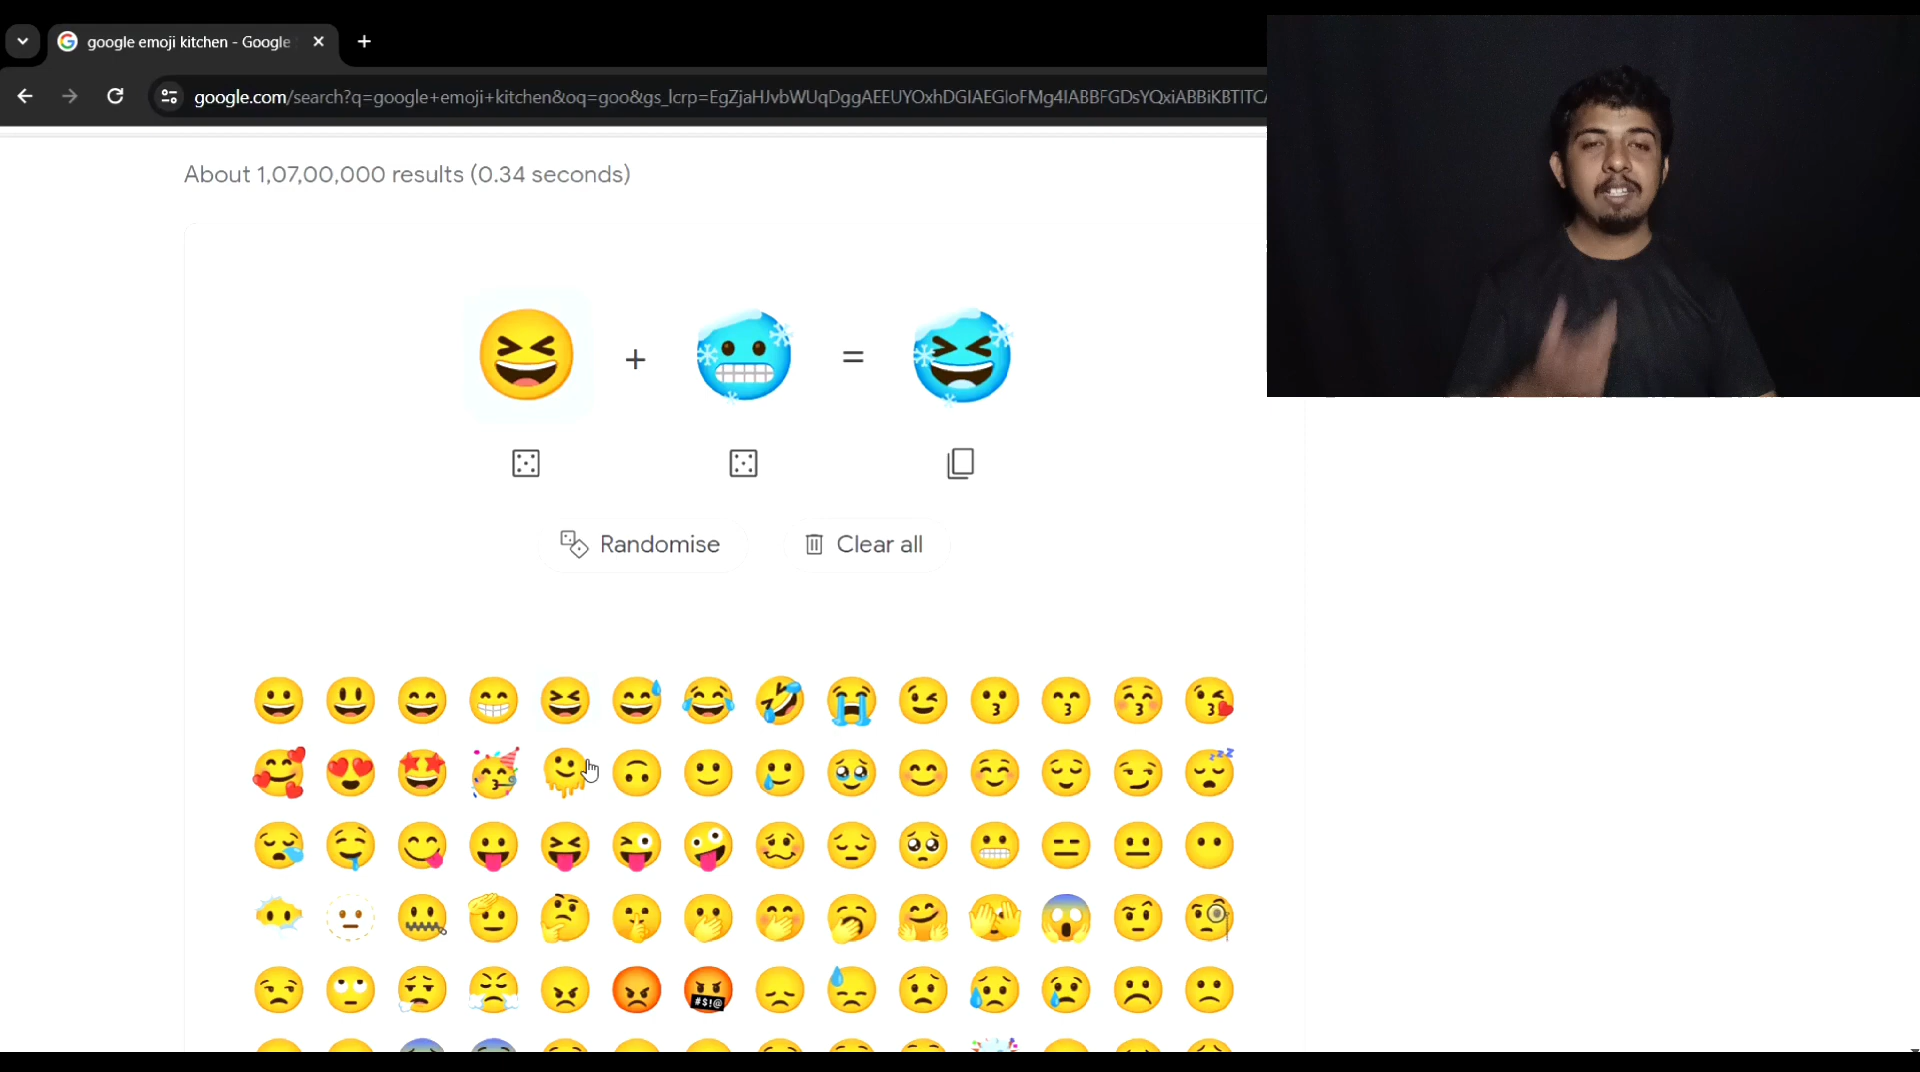 google emoji kitchen - Google
google.com/search?q=google+emoji+kitchen&oq=goo&gs_lcrp=EgZjaHJvbWUqDggAEEUYOxhDGIAEGIoFMg4IABBFGDsYQxiABBiKBTITCA
About 1,07,00,000 results (0.34 seconds)
+ =
Randomise Clear all
#$!@